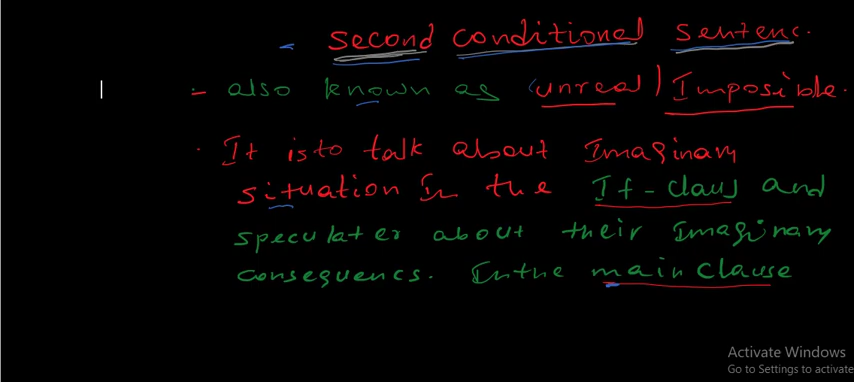 second conditional sentenc.
- also known as (unreal) Imposible.
. It is to talk about Imaginary
situation In the If-claus and
speculater about their Imaginary
consequencs. In the main clause
Activate Windows
Go to Settings to activate